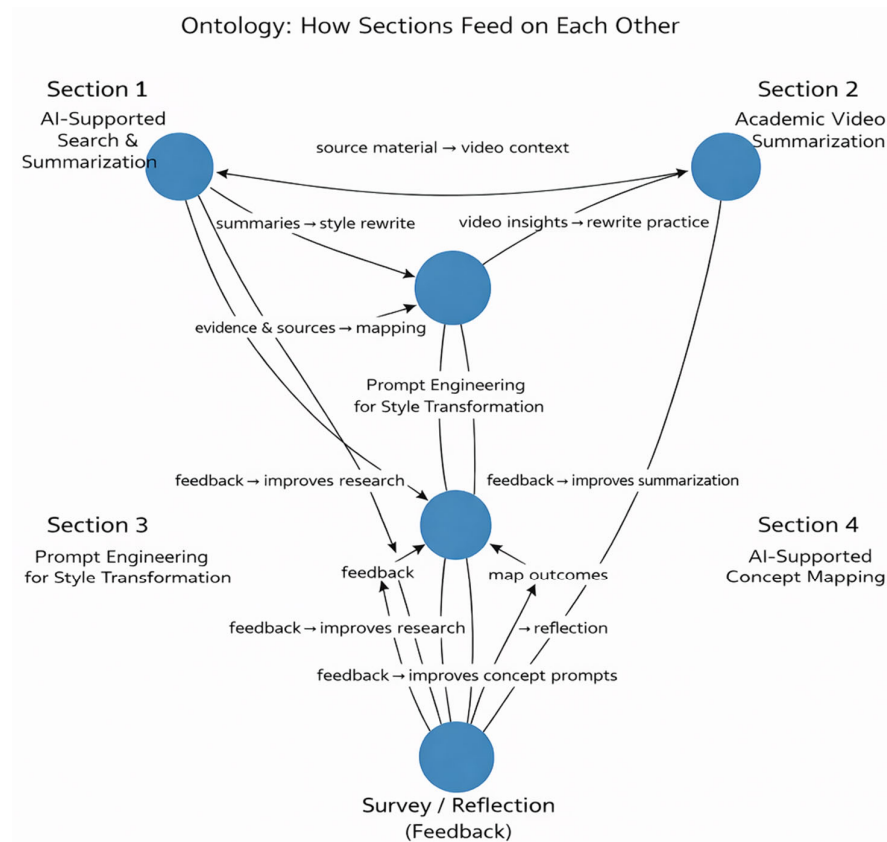 Ontology: How Sections Feed on Each Other
Section 1
AI-Supported
Search &
Summarization
Section 2
Academic Video
Summarization
source material → video context
summaries → style rewrite
video insights → rewrite practice
evidence & sources → mapping
Prompt Engineering
for Style Transformation
feedback → improves research
feedback → improves summarization
Section 3
Prompt Engineering
for Style Transformation
Section 4
AI-Supported
Concept Mapping
feedback
map outcomes
feedback → improves research
→ reflection
feedback → improves concept prompts
Survey / Reflection
(Feedback)